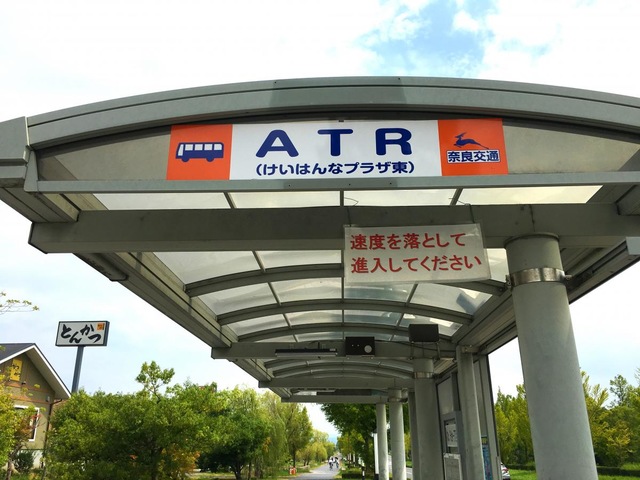 ATR
(けいはんなプラザ東)
奈良交通
速度を落として
進入してください
とんかつ